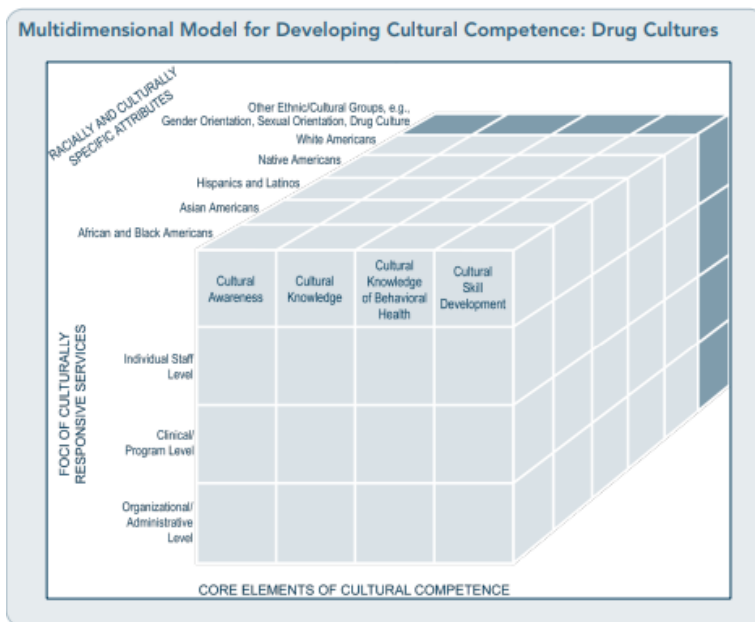 Multidimensional Model for Developing Cultural Competence: Drug Cultures
RACIALLY AND CULTURALLY
SPECIFIC ATTRIBUTES
Other Ethnic/Cultural Groups, e.g.,
Gender Orientation, Sexual Orientation, Drug Culture
White Americans
Native Americans
Hispanics and Latinos
Asian Americans
African and Black Americans
Cultural
Awareness
Cultural
Knowledge
Cultural
Knowledge
of Behavioral
Health
Cultural
Skill
Development
FOCI OF CULTURALLY
RESPONSIVE SERVICES
Individual Staff
Level
Clinical/
Program Level
Organizational/
Administrative
Level
CORE ELEMENTS OF CULTURAL COMPETENCE